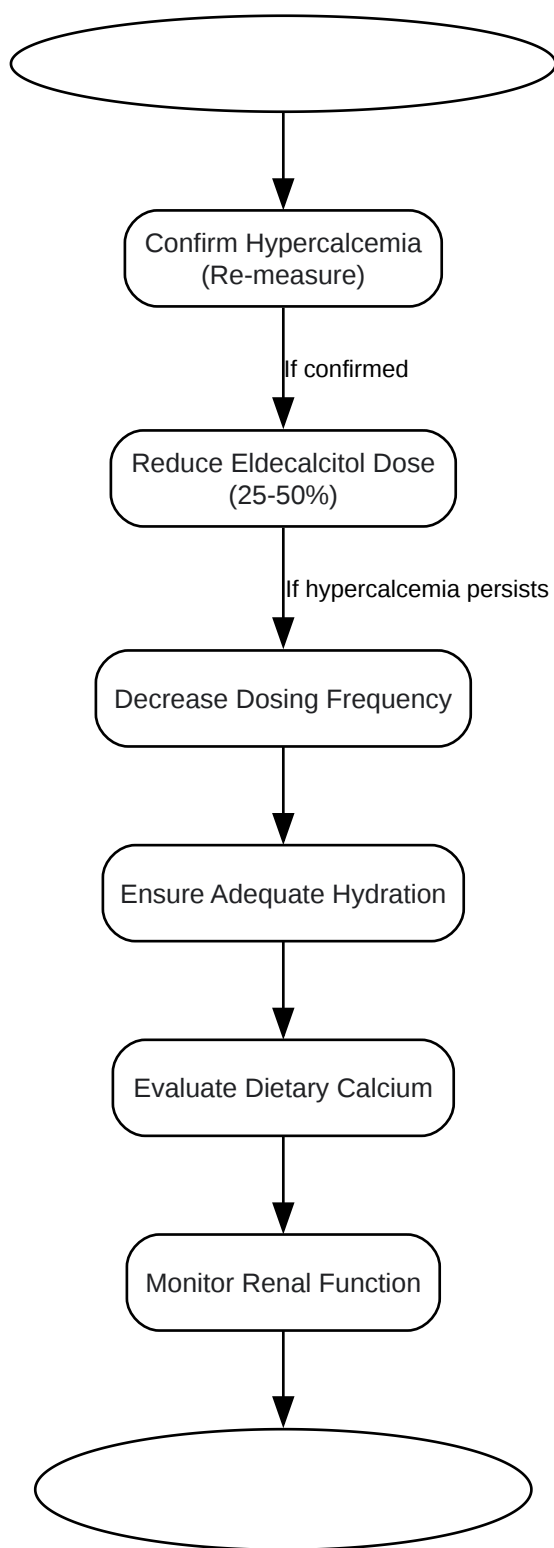 Confirm Hypercalcemia
(Re-measure)
If confirmed
Reduce Eldecalcitol Dose
(25-50%)
If hypercalcemia persists
Decrease Dosing Frequency
Ensure Adequate Hydration
Evaluate Dietary Calcium
Monitor Renal Function